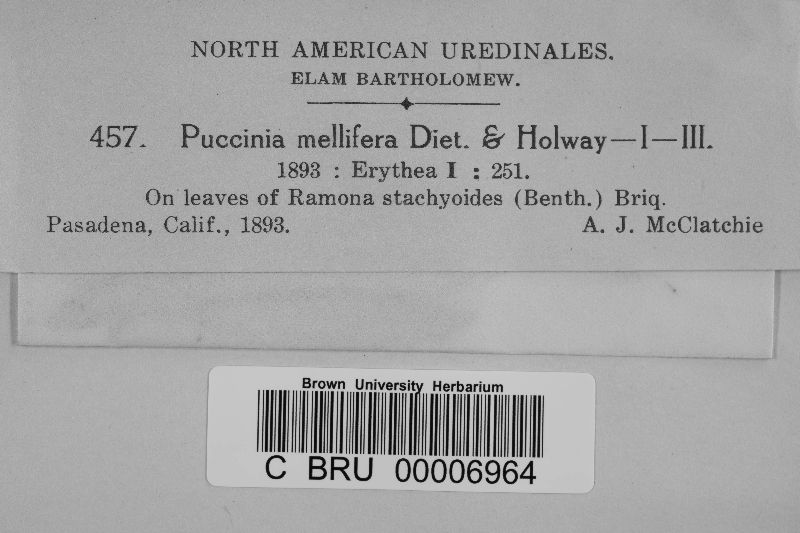 NORTH AMERICAN UREDINALES.
ELAM BARTHOLOMEW.
457. Puccinia mellifera Diet. & Holway—I—III.
1893 : Erythea I : 251.
On leaves of Ramona stachyoides (Benth.) Briq.
Pasadena, Calif., 1893. A. J. McClatchie
Brown University Herbarium
C BRU 00006964